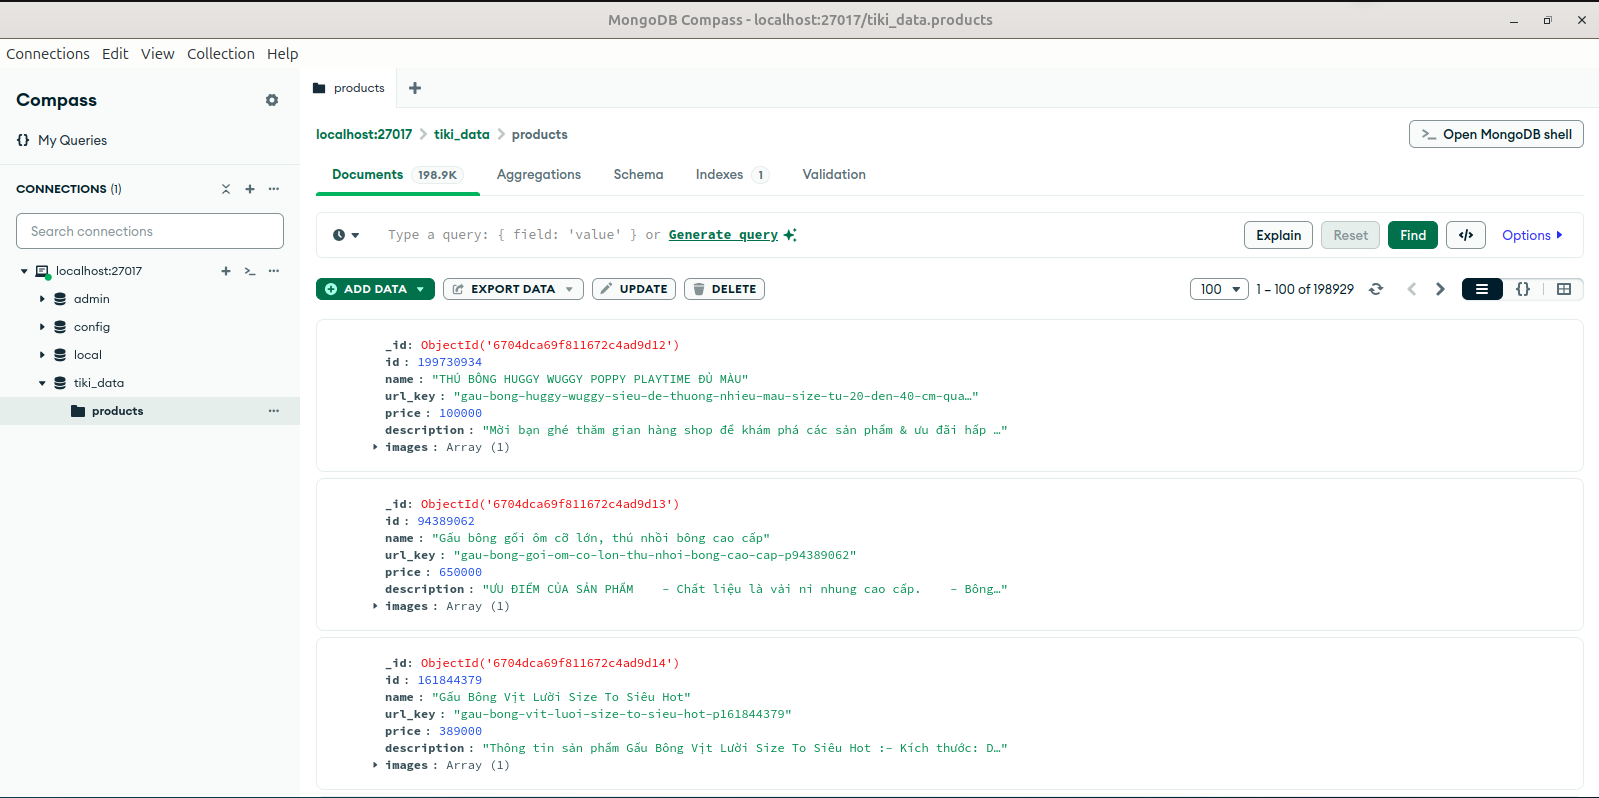 MongoDB Compass - localhost:27017/tiki_data.products
Connections Edit View Collection Help
Compass
{} My Queries
CONNECTIONS (1)
Search connections
localhost:27017
admin
config
local
tiki_data
products
products
localhost:27017 > tiki_data > products
>_ Open MongoDB shell
Documents 198.9K Aggregations Schema Indexes 1 Validation
Type a query: { field: 'value' } or Generate query
Explain Reset Find </> Options
ADD DATA EXPORT DATA UPDATE DELETE
100 1 – 100 of 198929 {}
_id: ObjectId('6704dca69f811672c4ad9d12')
id : 199730934
name : "THÚ BÔNG HUGGY WUGGY POPPY PLAYTIME ĐỦ MÀU"
url_key : "gau-bong-huggy-wuggy-sieu-de-thuong-nhieu-mau-size-tu-20-den-40-cm-qua…"
price : 100000
description : "Mời bạn ghé thăm gian hàng shop để khám phá các sản phẩm & ưu đãi hấp …"
images : Array (1)
_id: ObjectId('6704dca69f811672c4ad9d13')
id : 94389062
name : "Gấu bông gối ôm cỡ lớn, thú nhồi bông cao cấp"
url_key : "gau-bong-goi-om-co-lon-thu-nhoi-bong-cao-cap-p94389062"
price : 650000
description : "ƯU ĐIỂM CỦA SẢN PHẨM - Chất liệu là vải nỉ nhung cao cấp. - Bông…"
images : Array (1)
_id: ObjectId('6704dca69f811672c4ad9d14')
id : 161844379
name : "Gấu Bông Vịt Lười Size To Siêu Hot"
url_key : "gau-bong-vit-luoi-size-to-sieu-hot-p161844379"
price : 389000
description : "Thông tin sản phẩm Gấu Bông Vịt Lười Size To Siêu Hot :- Kích thước: D…"
images : Array (1)